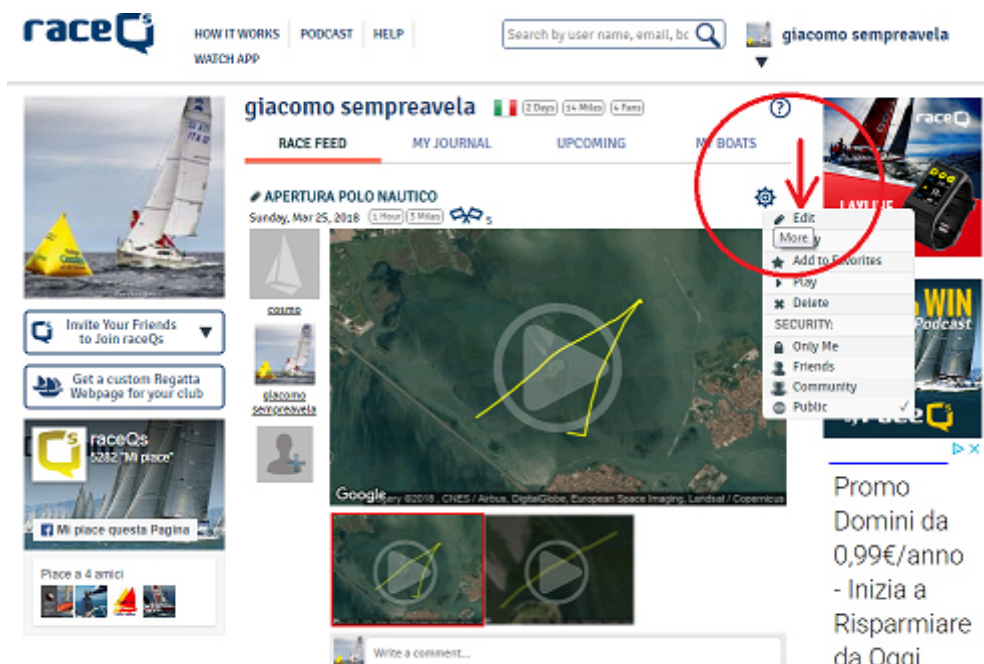 raceQs
HOW IT WORKS PODCAST HELP
WATCH APP
Search by user name, email, bc
giacomo sempreavela
giacomo sempreavela 2 Days 14 Miles 4 Fans ?
RACE FEED MY JOURNAL UPCOMING MY BOATS
APERTURA POLO NAUTICO
Sunday, Mar 25, 2018 1 Hour 3 Miles 5
Edit
More
Add to Favorites
Play
Delete
SECURITY:
Only Me
Friends
Community
Public
cosmo
giacomo
sempreavela
Google
©2018 , CNES / Airbus, DigitalGlobe, European Space Imaging, Landsat / Copernicus
Write a comment...
Invite Your Friends
to Join raceQs
Get a custom Regatta
Webpage for your club
raceQs
5282 "Mi piace"
Mi piace questa Pagina
Piace a 4 amici
raceQ
LAYLINE
WIN
Podcast
Promo
Domini da
0,99€/anno
- Inizia a
Risparmiare
da Oggi